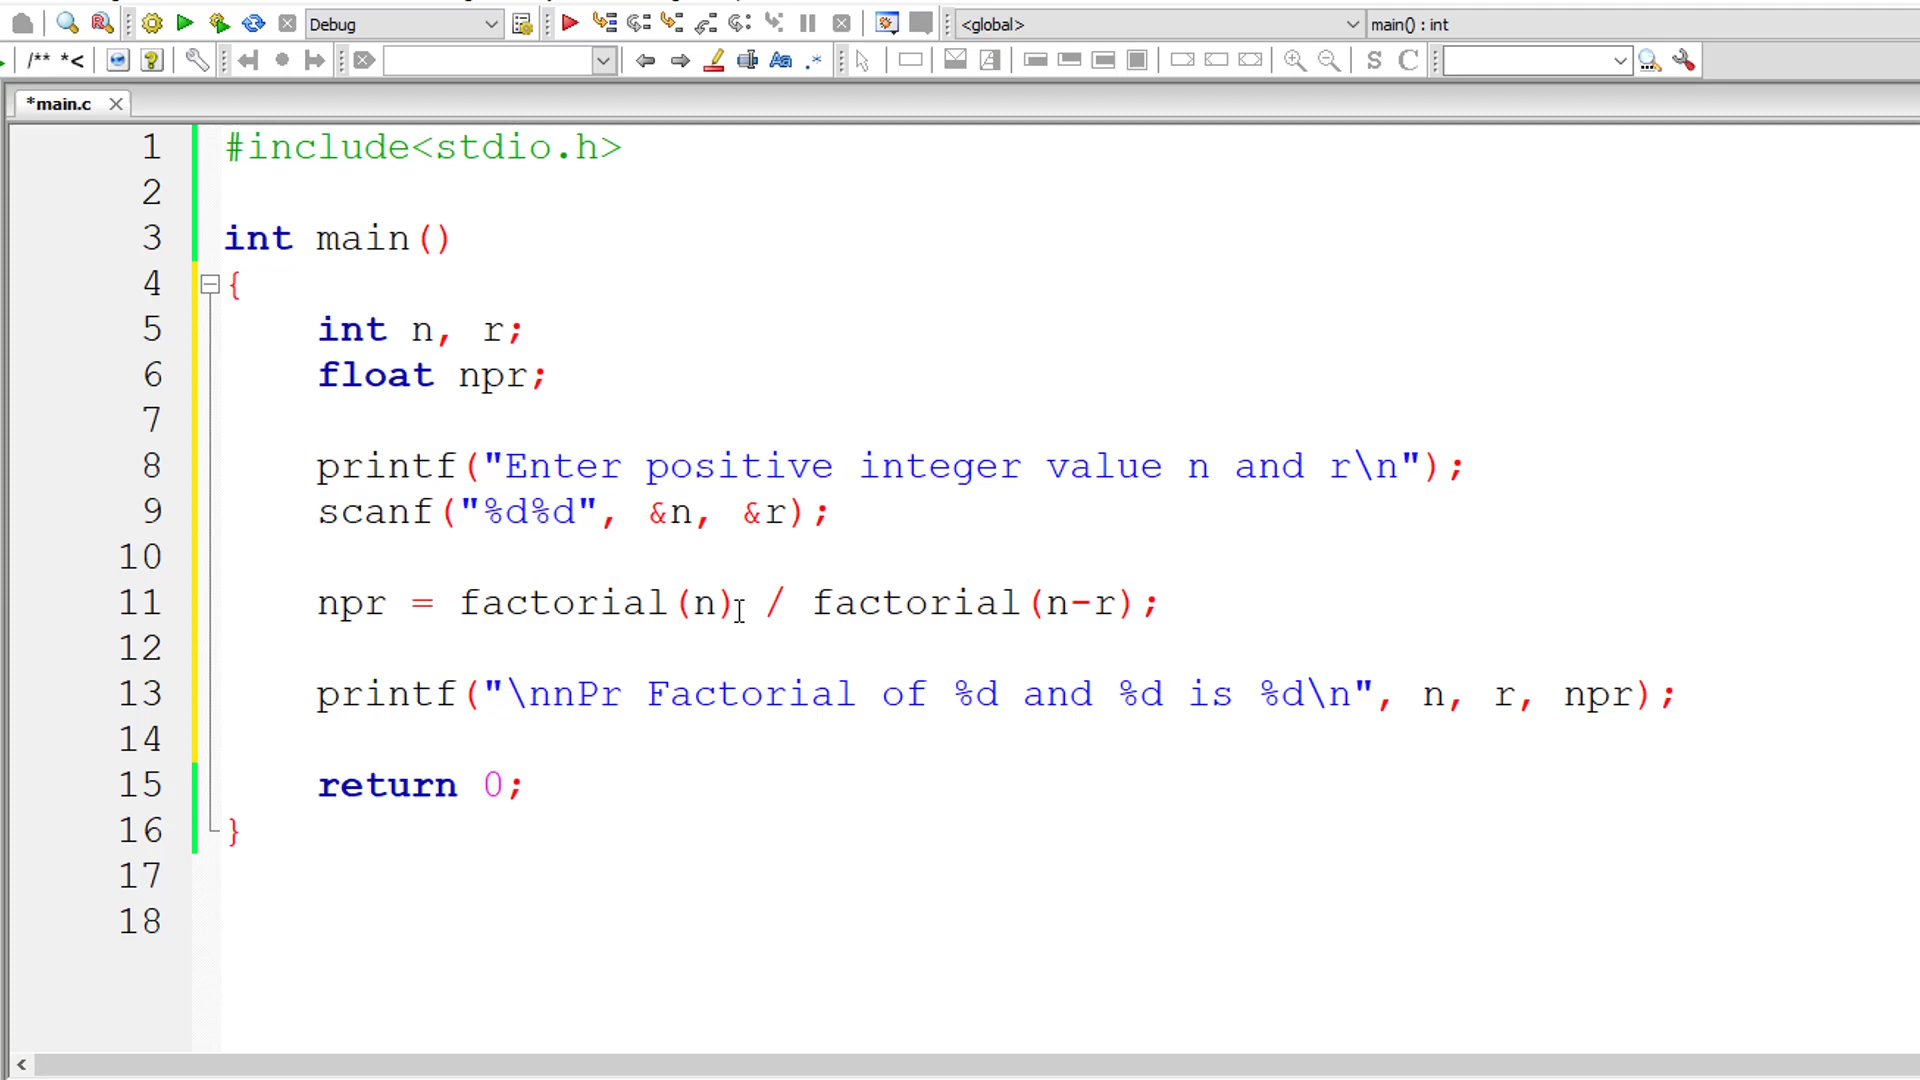 Debug
<global>
main() : int
/** *<
Aa
.*
S
C
*main.c
1 #include<stdio.h>
2
3 int main()
4 {
5 int n, r;
6 float npr;
7
8 printf("Enter positive integer value n and r\n");
9 scanf("%d%d", &n, &r);
10
11 npr = factorial(n) / factorial(n-r);
12
13 printf("\nnPr Factorial of %d and %d is %d\n", n, r, npr);
14
15 return 0;
16 }
17
18